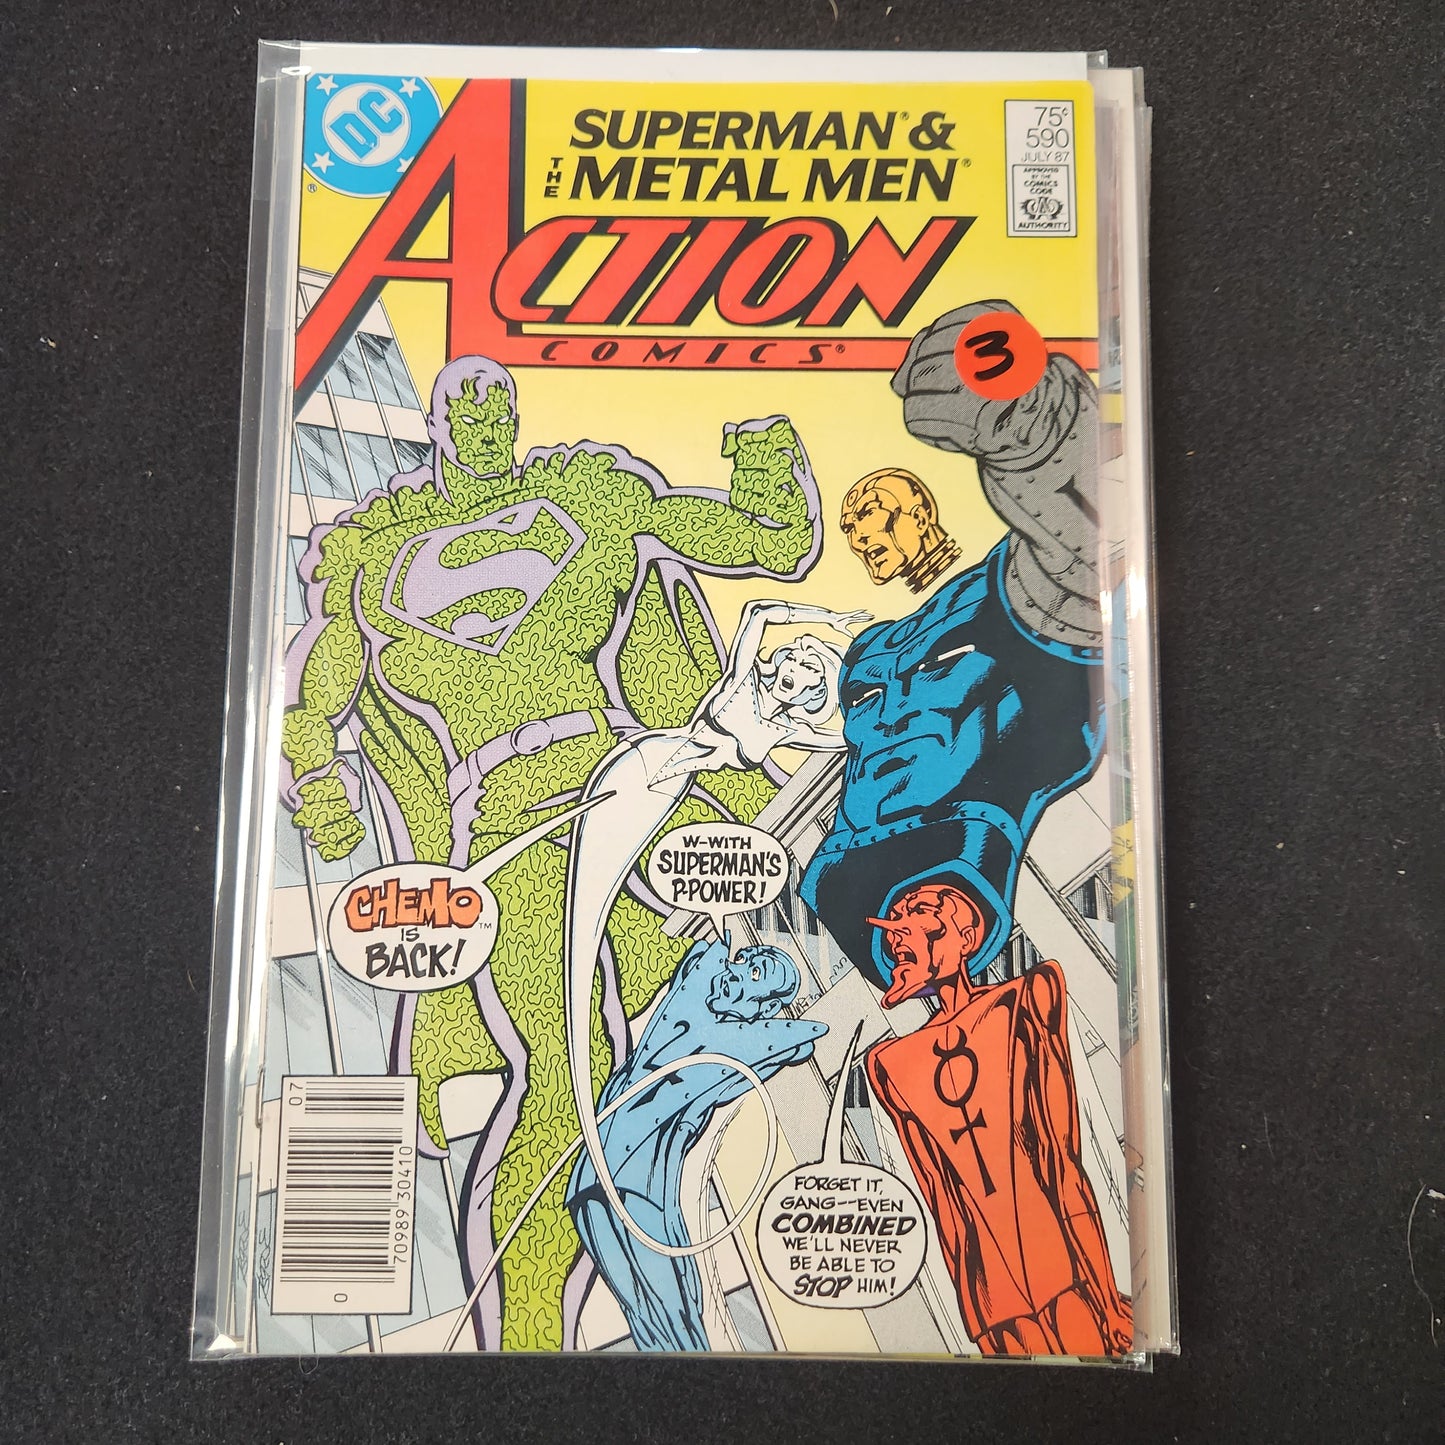 DC
®
SUPERMAN® &
THE
METAL MEN®
ACTION
COMICS®
75¢
590
JULY 87
APPROVED
BY THE
COMICS
CODE
CCA
AUTHORITY
3
S
W-WITH
SUPERMAN'S
P-POWER!
CHEMO™
IS
BACK!
FORGET IT,
GANG--EVEN
COMBINED
WE'LL NEVER
BE ABLE TO
STOP HIM!
07
70989 30410
0